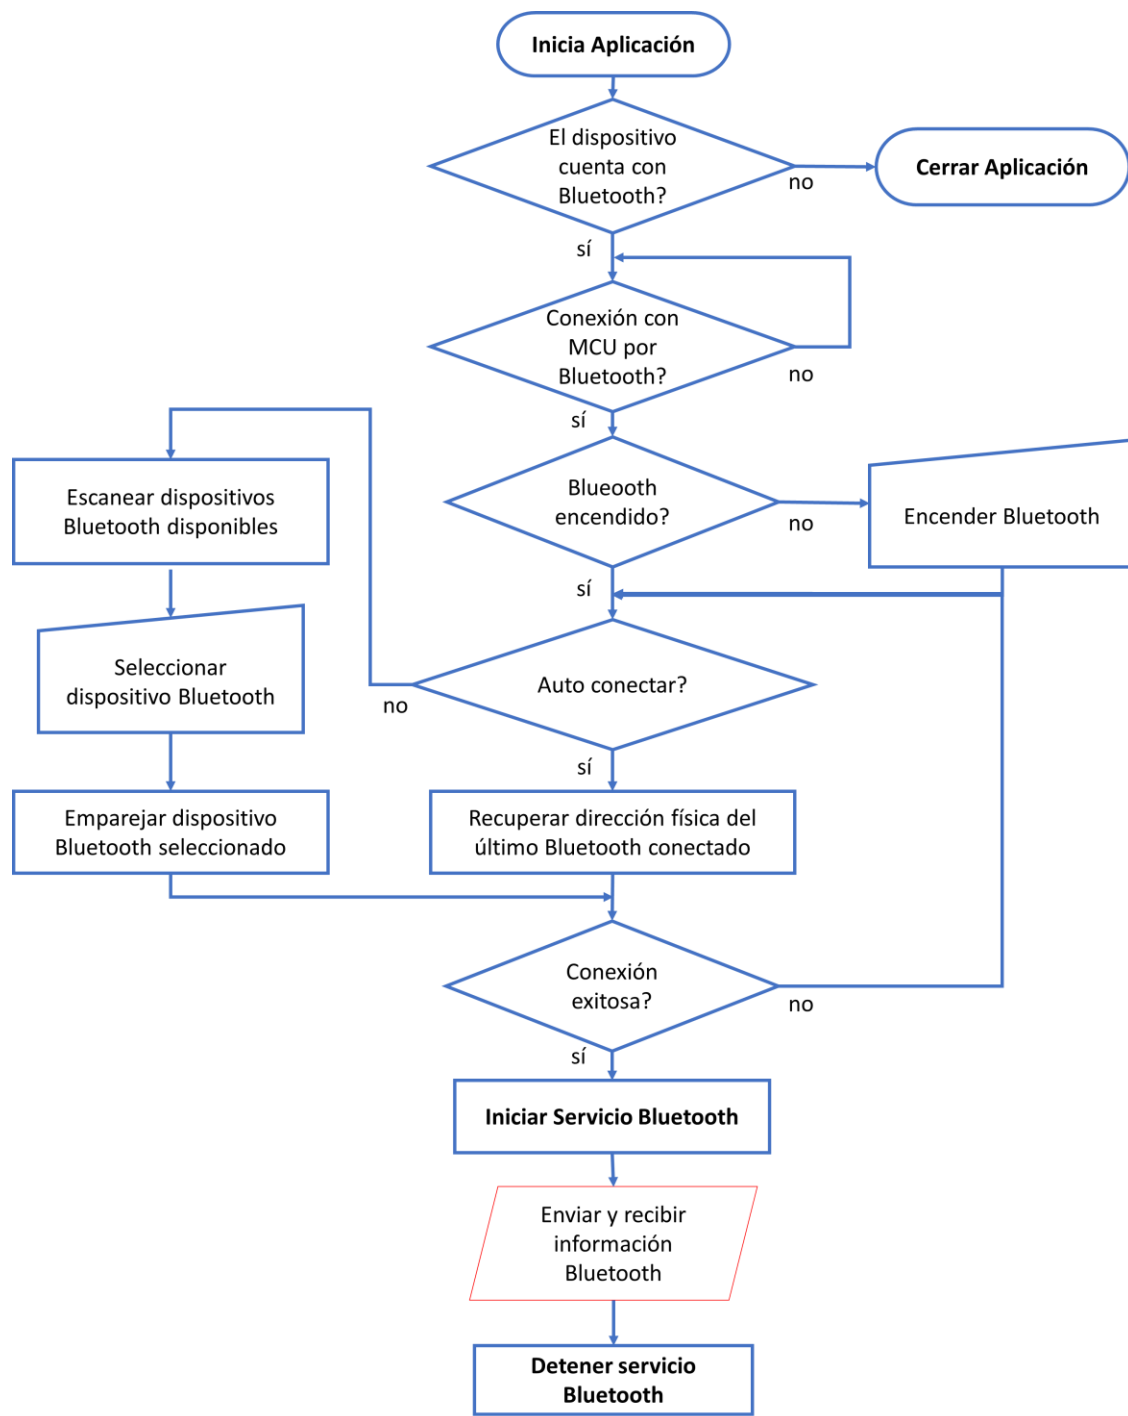 Inicia Aplicación
El dispositivo
cuenta con
Bluetooth?
no
Cerrar Aplicación
sí
Conexión con
MCU por
Bluetooth?
no
sí
Blueooth
encendido?
no
Encender Bluetooth
sí
Escanear dispositivos
Bluetooth disponibles
Seleccionar
dispositivo Bluetooth
Auto conectar?
no
sí
Emparejar dispositivo
Bluetooth seleccionado
Recuperar dirección física del
último Bluetooth conectado
Conexión
exitosa?
no
sí
Iniciar Servicio Bluetooth
Enviar y recibir
información
Bluetooth
Detener servicio
Bluetooth